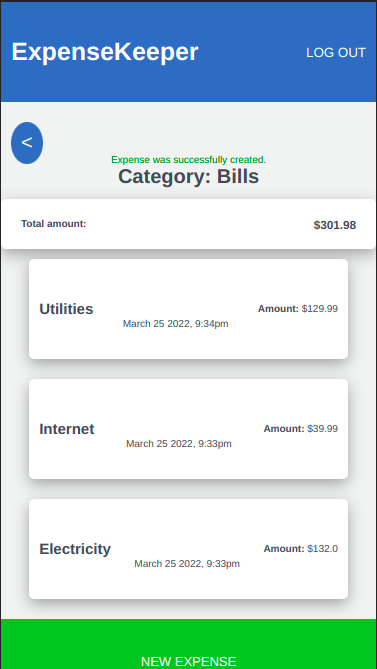 ExpenseKeeper LOG OUT
<
Expense was successfully created.
Category: Bills
Total amount: $301.98
Utilities
Amount: $129.99
March 25 2022, 9:34pm
Internet
Amount: $39.99
March 25 2022, 9:33pm
Electricity
Amount: $132.0
March 25 2022, 9:33pm
NEW EXPENSE